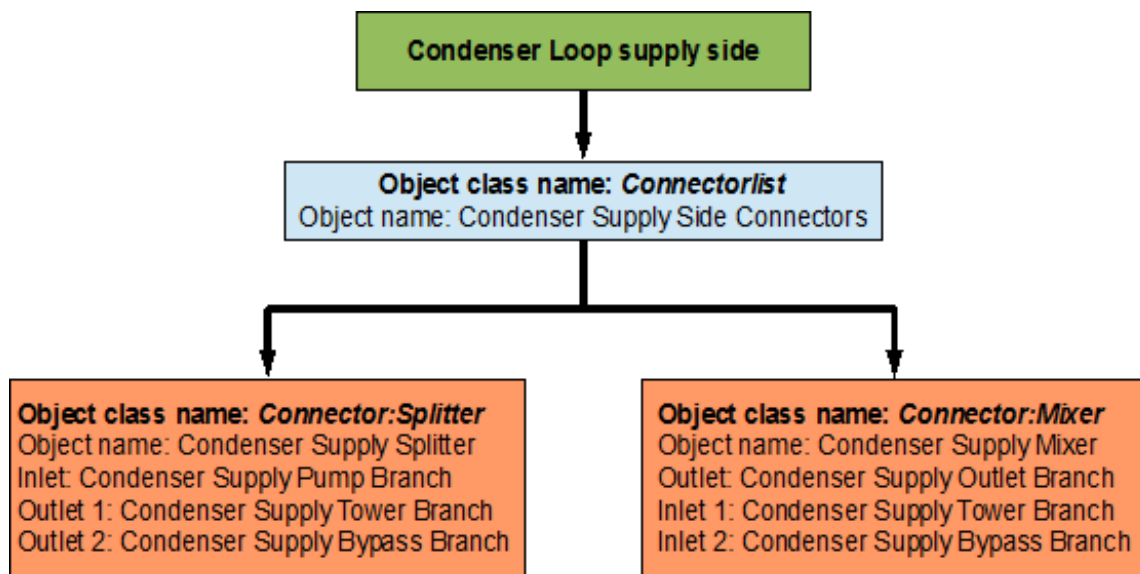 Condenser Loop supply side
Object class name: Connectorlist
Object name: Condenser Supply Side Connectors
Object class name: Connector:Splitter
Object name: Condenser Supply Splitter
Inlet: Condenser Supply Pump Branch
Outlet 1: Condenser Supply Tower Branch
Outlet 2: Condenser Supply Bypass Branch
Object class name: Connector:Mixer
Object name: Condenser Supply Mixer
Outlet: Condenser Supply Outlet Branch
Inlet 1: Condenser Supply Tower Branch
Inlet 2: Condenser Supply Bypass Branch